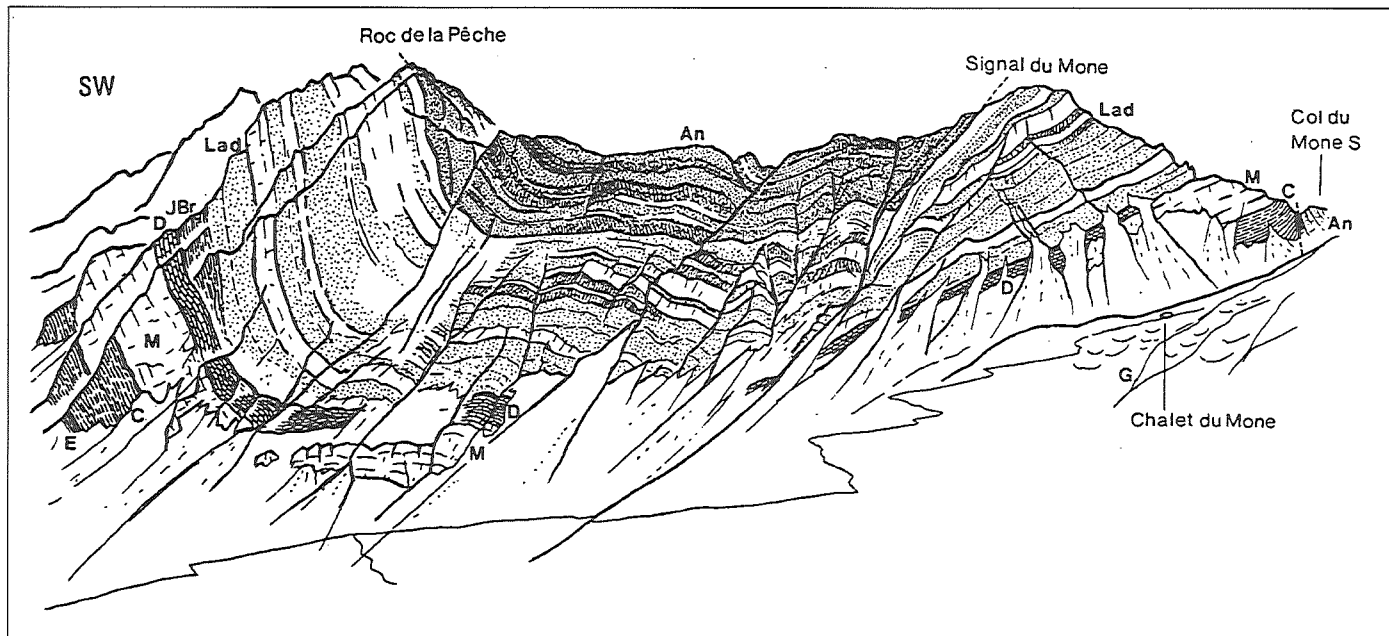 Roc de la Pêche
SW
Signal du Mone
Lad
An
Col du
Mone S
Lad
JBr
D
M
C
An
M
D
C
E
D
M
G
Chalet du Mone